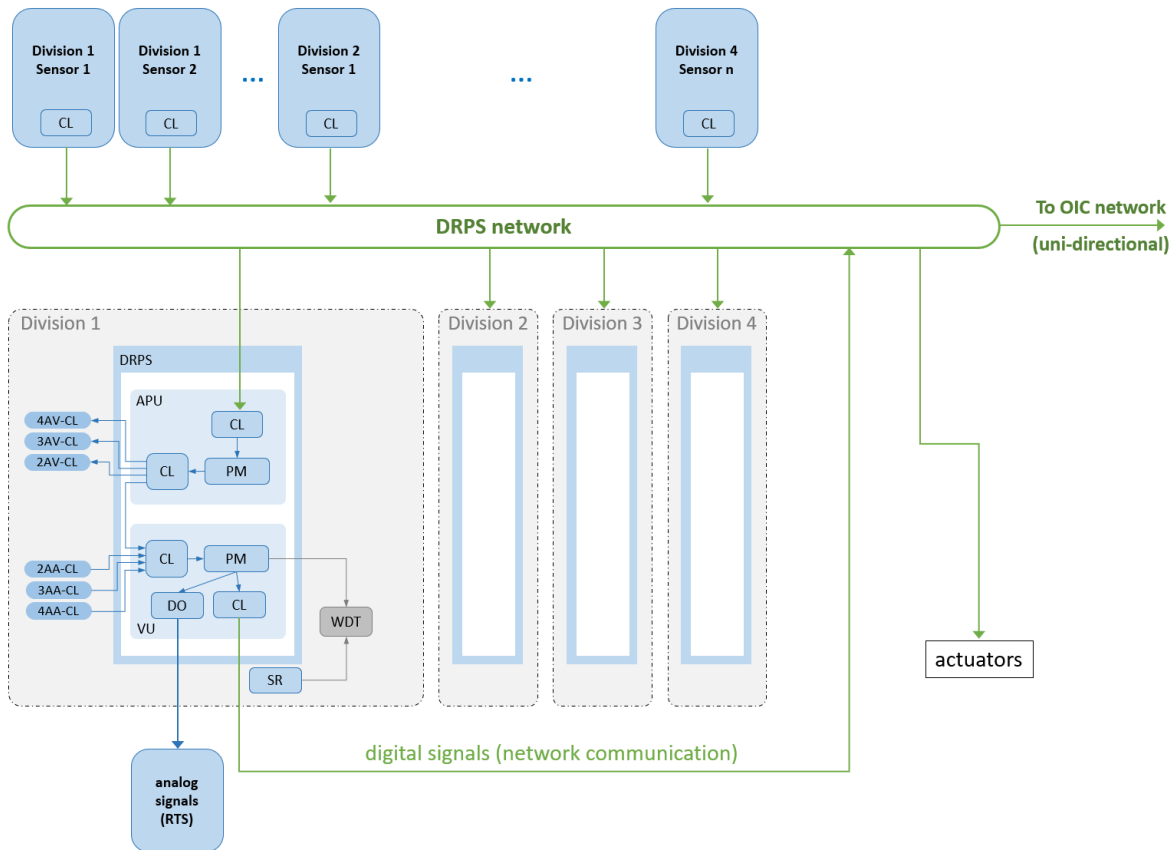 Division 1
Sensor 1
CL
Division 1
Sensor 2
CL
...
Division 2
Sensor 1
CL
...
Division 4
Sensor n
CL
DRPS network
To OIC network
(uni-directional)
Division 1
DRPS
APU
CL
PM
CL
4AV-CL
3AV-CL
2AV-CL
CL
PM
DO
CL
VU
2AA-CL
3AA-CL
4AA-CL
WDT
SR
Division 2
Division 3
Division 4
actuators
digital signals (network communication)
analog
signals
(RTS)